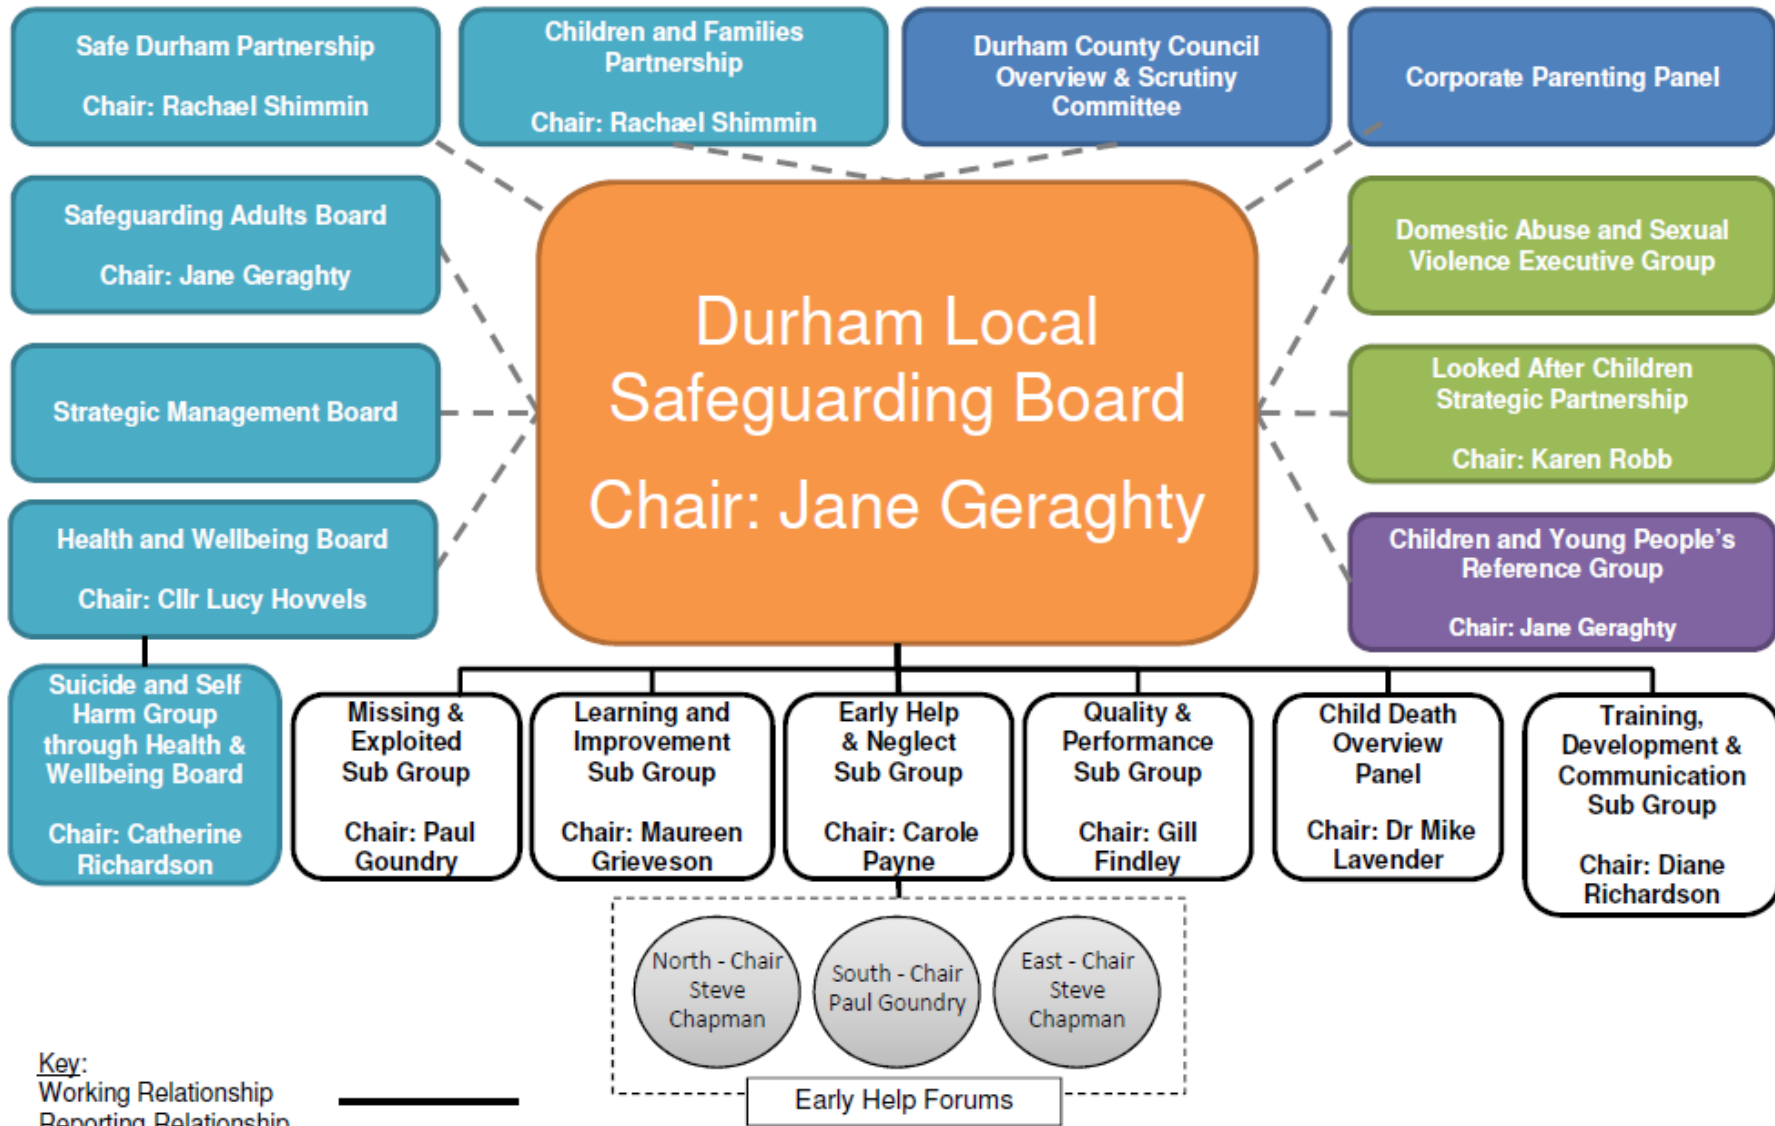 Safe Durham Partnership
Chair: Rachael Shimmin
Children and Families
Partnership
Chair: Rachael Shimmin
Durham County Council
Overview & Scrutiny
Committee
Corporate Parenting Panel
Safeguarding Adults Board
Chair: Jane Geraghty
Strategic Management Board
Health and Wellbeing Board
Chair: Cllr Lucy Hovvels
Durham Local
Safeguarding Board
Chair: Jane Geraghty
Domestic Abuse and Sexual
Violence Executive Group
Looked After Children
Strategic Partnership
Chair: Karen Robb
Children and Young People's
Reference Group
Chair: Jane Geraghty
Suicide and Self
Harm Group
through Health &
Wellbeing Board
Chair: Catherine
Richardson
Missing &
Exploited
Sub Group
Chair: Paul
Goundry
Learning and
Improvement
Sub Group
Chair: Maureen
Grieveson
Early Help
& Neglect
Sub Group
Chair: Carole
Payne
Quality &
Performance
Sub Group
Chair: Gill
Findley
Child Death
Overview
Panel
Chair: Dr Mike
Lavender
Training,
Development &
Communication
Sub Group
Chair: Diane
Richardson
North - Chair
Steve
Chapman
South - Chair
Paul Goundry
East - Chair
Steve
Chapman
Early Help Forums
Key:
Working Relationship
Reporting Relationship